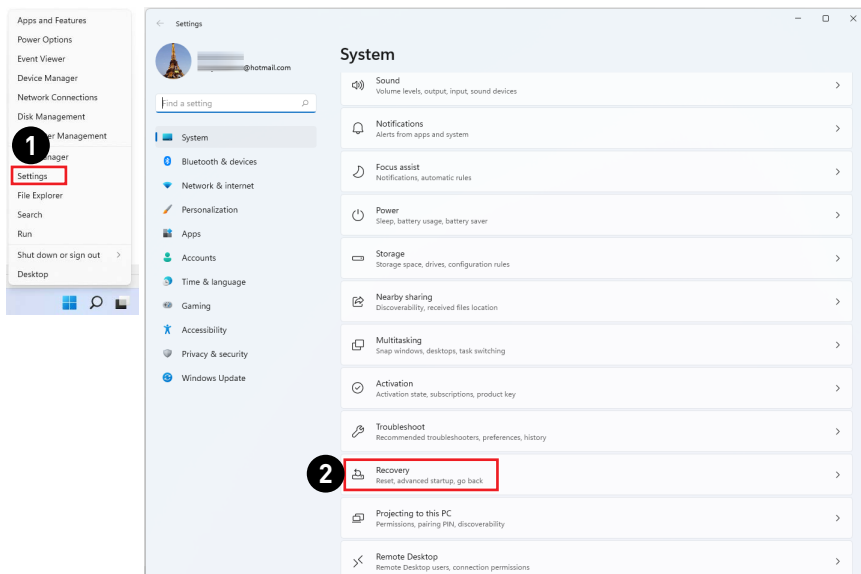 Apps and Features
Power Options
Event Viewer
Device Manager
Network Connections
Disk Management
Management
1
Settings
File Explorer
Search
Run
Shut down or sign out >
Desktop
← Settings
@hotmail.com
Find a setting
System
Bluetooth & devices
Network & internet
Personalization
Apps
Accounts
Time & language
Gaming
Accessibility
Privacy & security
Windows Update
System
Sound
Volume levels, output, input, sound devices
Notifications
Alerts from apps and system
Focus assist
Notifications, automatic rules
Power
Sleep, battery usage, battery saver
Storage
Storage space, drives, configuration rules
Nearby sharing
Discoverability, received files location
Multitasking
Snap windows, desktops, task switching
Activation
Activation state, subscriptions, product key
Troubleshoot
Recommended troubleshooters, preferences, history
2
Recovery
Reset, advanced startup, go back
Projecting to this PC
Permissions, pairing PIN, discoverability
Remote Desktop
Remote Desktop users, connection permissions